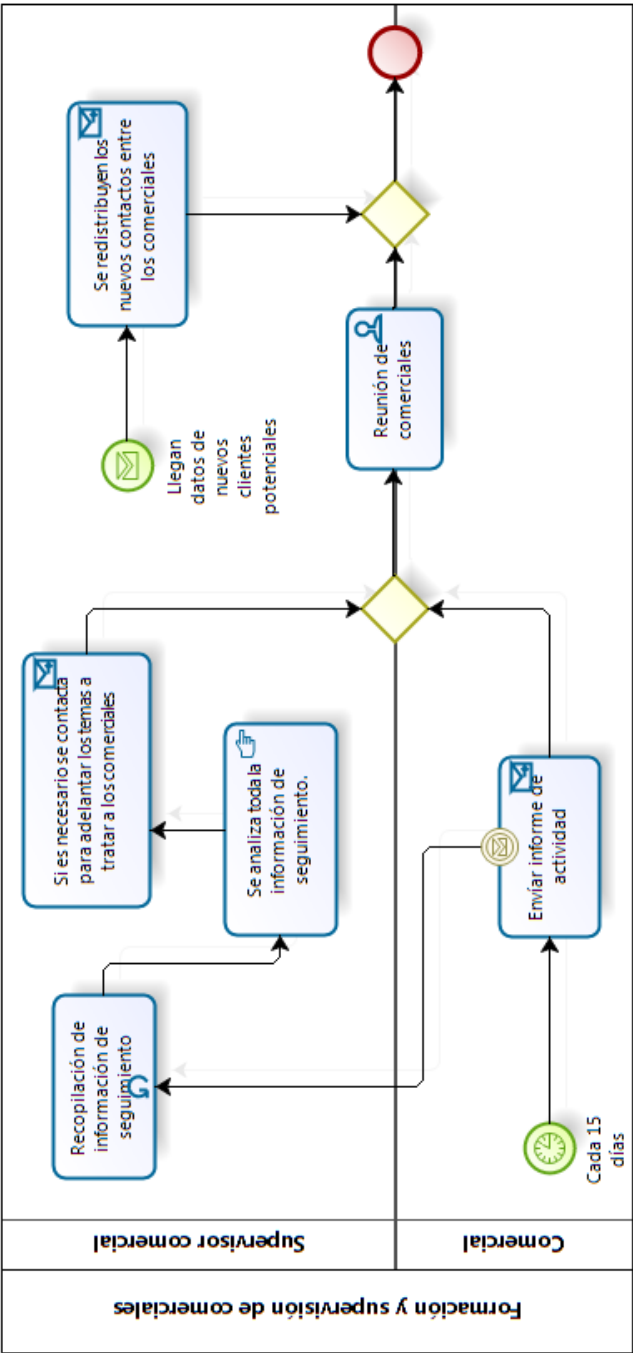 Formación y supervisión de comerciales
Supervisor comercial
Comercial
Recopilación de
información de
seguimiento
Se analiza toda la
información de
seguimiento.
Si es necesario se contacta
para adelantar los temas a
tratar a los comerciales
Llegan
datos de
nuevos
clientes
potenciales
Se redistribuyen los
nuevos contactos entre
los comerciales
Cada 15
días
Envíar informe de
actividad
Reunión de
comerciales